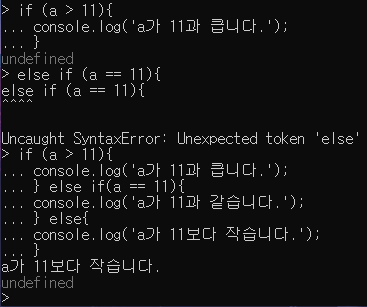 > if (a > 11){
... console.log('a가 11과 큽니다.');
... }
undefined
> else if (a == 11){
else if (a == 11){
^^^^
Uncaught SyntaxError: Unexpected token 'else'
> if (a > 11){
... console.log('a가 11과 큽니다.');
... } else if(a == 11){
... console.log('a가 11과 같습니다.');
... } else{
... console.log('a가 11보다 작습니다.');
... }
a가 11보다 작습니다.
undefined
>